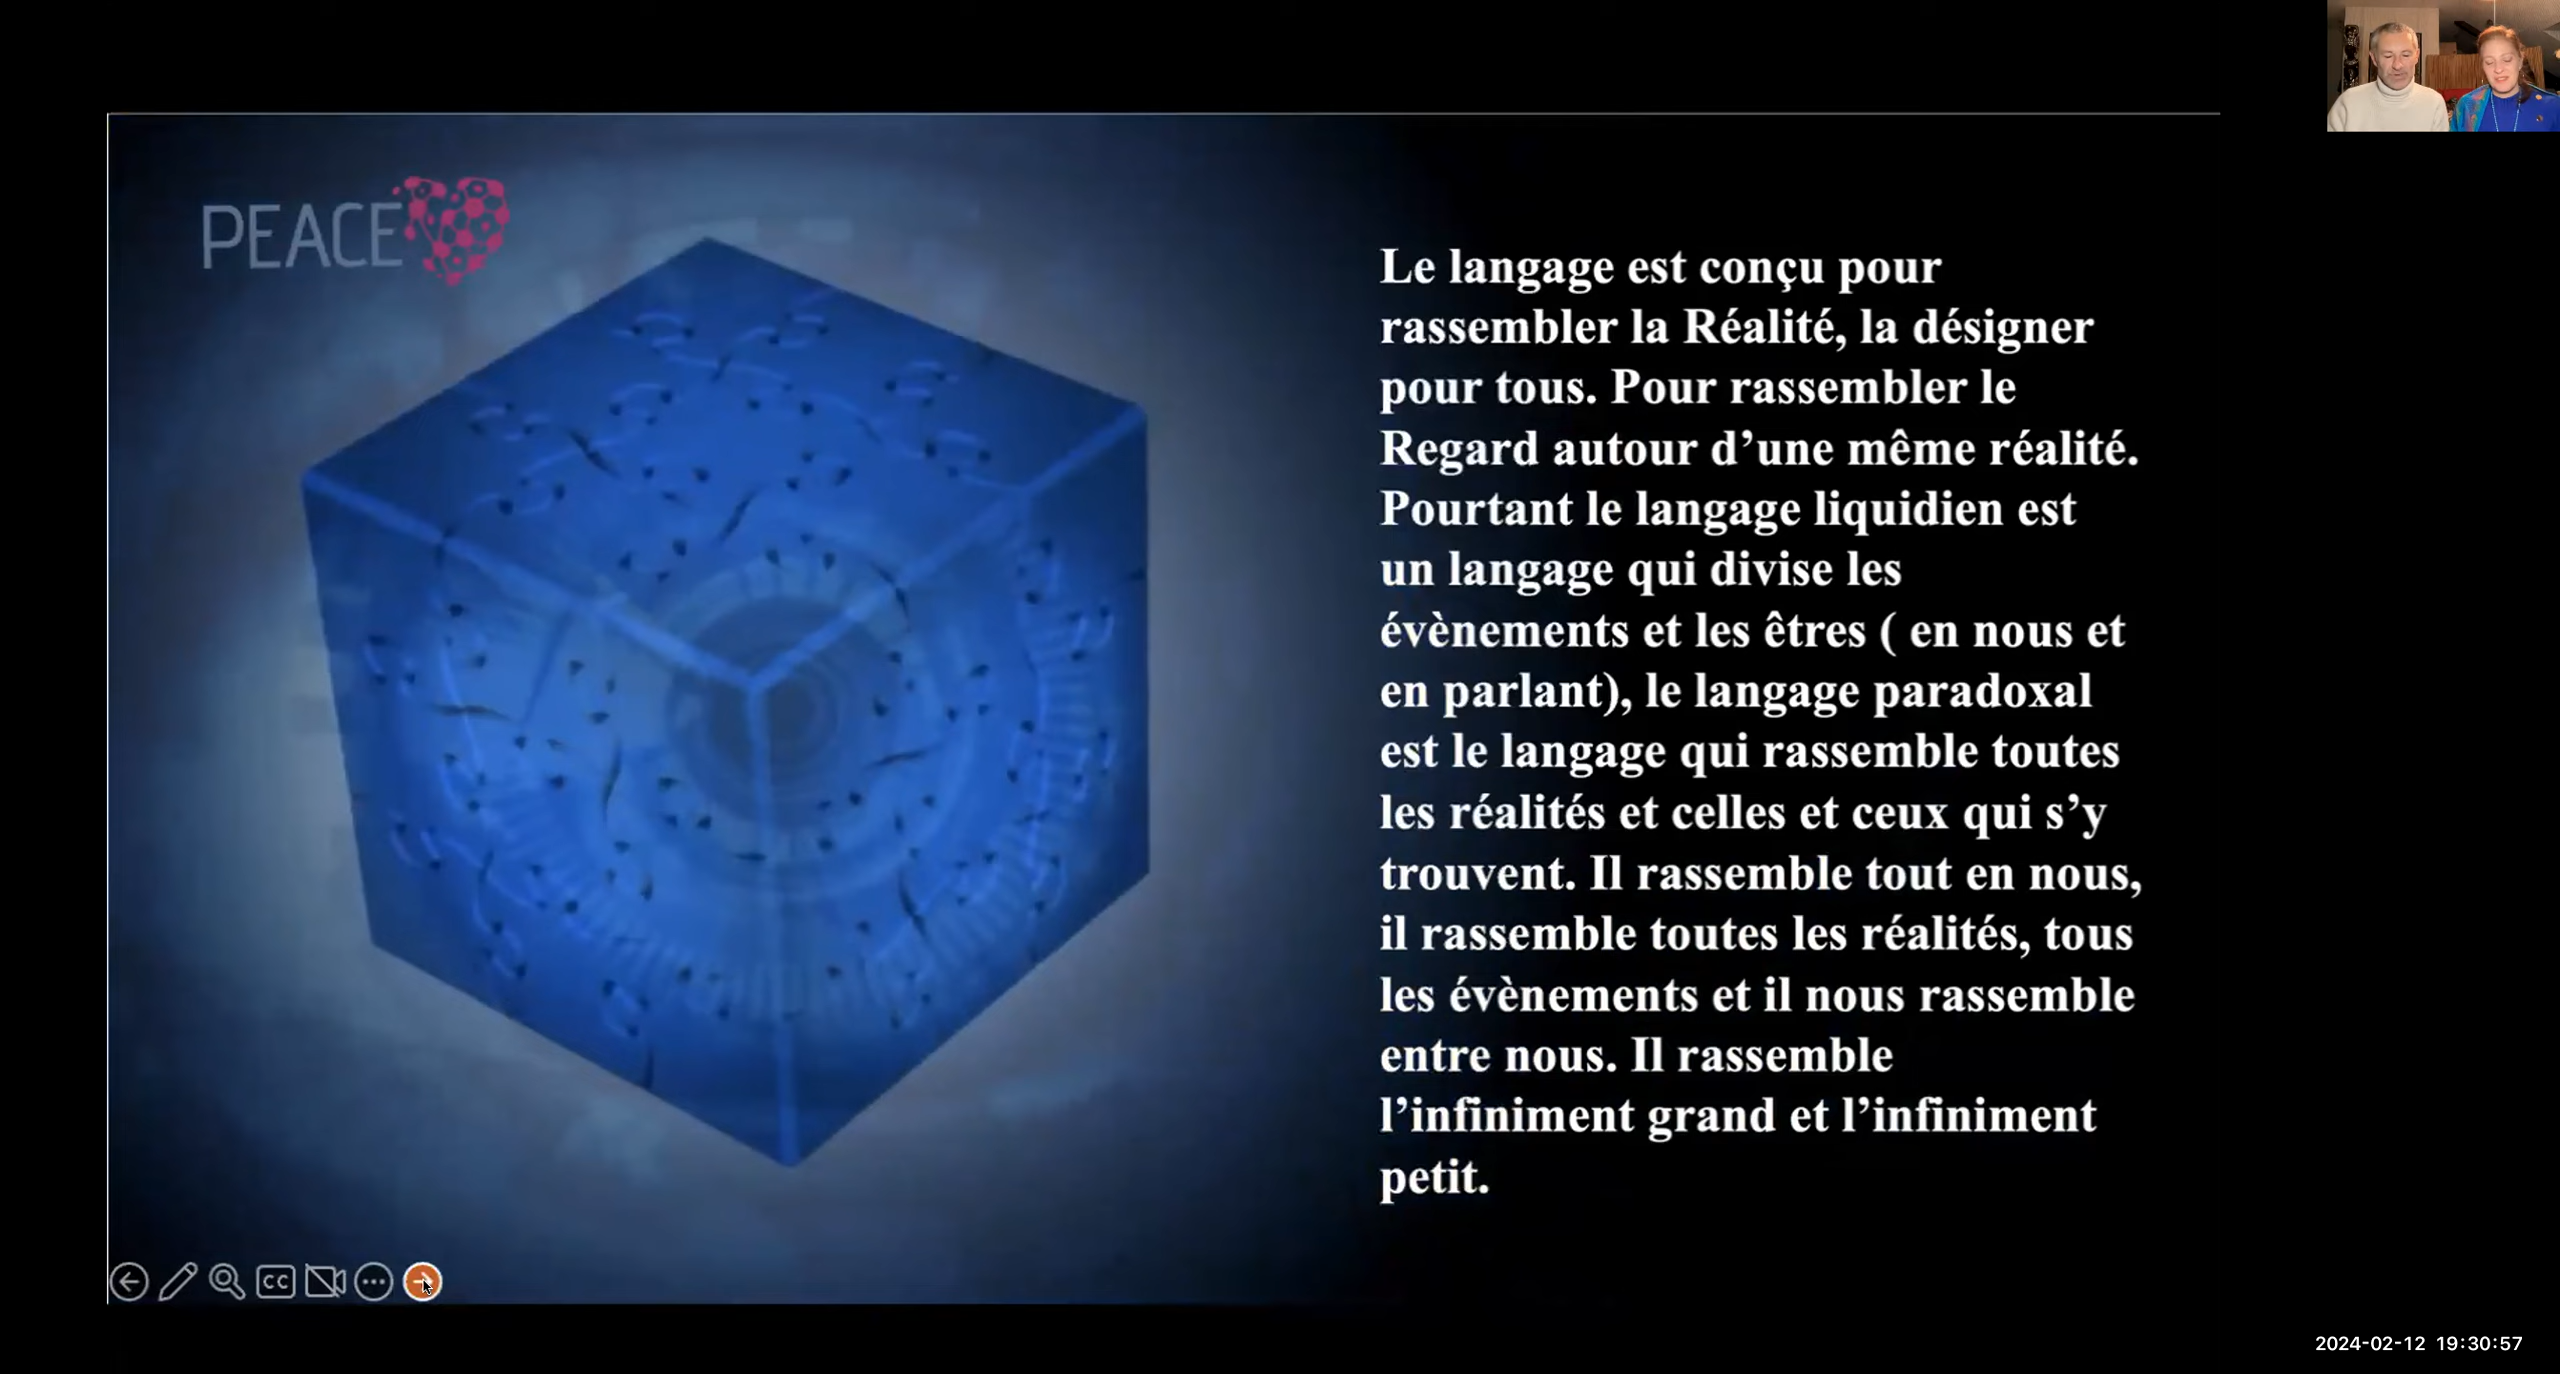 PEACE
Le langage est conçu pour
rassembler la Réalité, la désigner
pour tous. Pour rassembler le
Regard autour d’une même réalité.
Pourtant le langage liquidien est
un langage qui divise les
évènements et les êtres ( en nous et
en parlant), le langage paradoxal
est le langage qui rassemble toutes
les réalités et celles et ceux qui s’y
trouvent. Il rassemble tout en nous,
il rassemble toutes les réalités, tous
les évènements et il nous rassemble
entre nous. Il rassemble
l’infiniment grand et l’infiniment
petit.
CC
2024-02-12 19:30:57